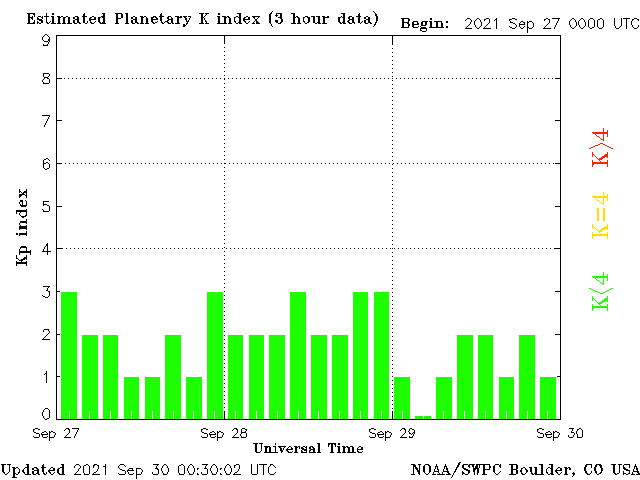 Estimated Planetary K index (3 hour data)
Begin: 2021 Sep 27 0000 UTC
9
8
7
6
5
4
3
2
1
0
Kp index
K>4
K=4
K<4
Sep 27
Sep 28
Sep 29
Sep 30
Universal Time
Updated 2021 Sep 30 00:30:02 UTC
NOAA/SWPC Boulder, CO USA